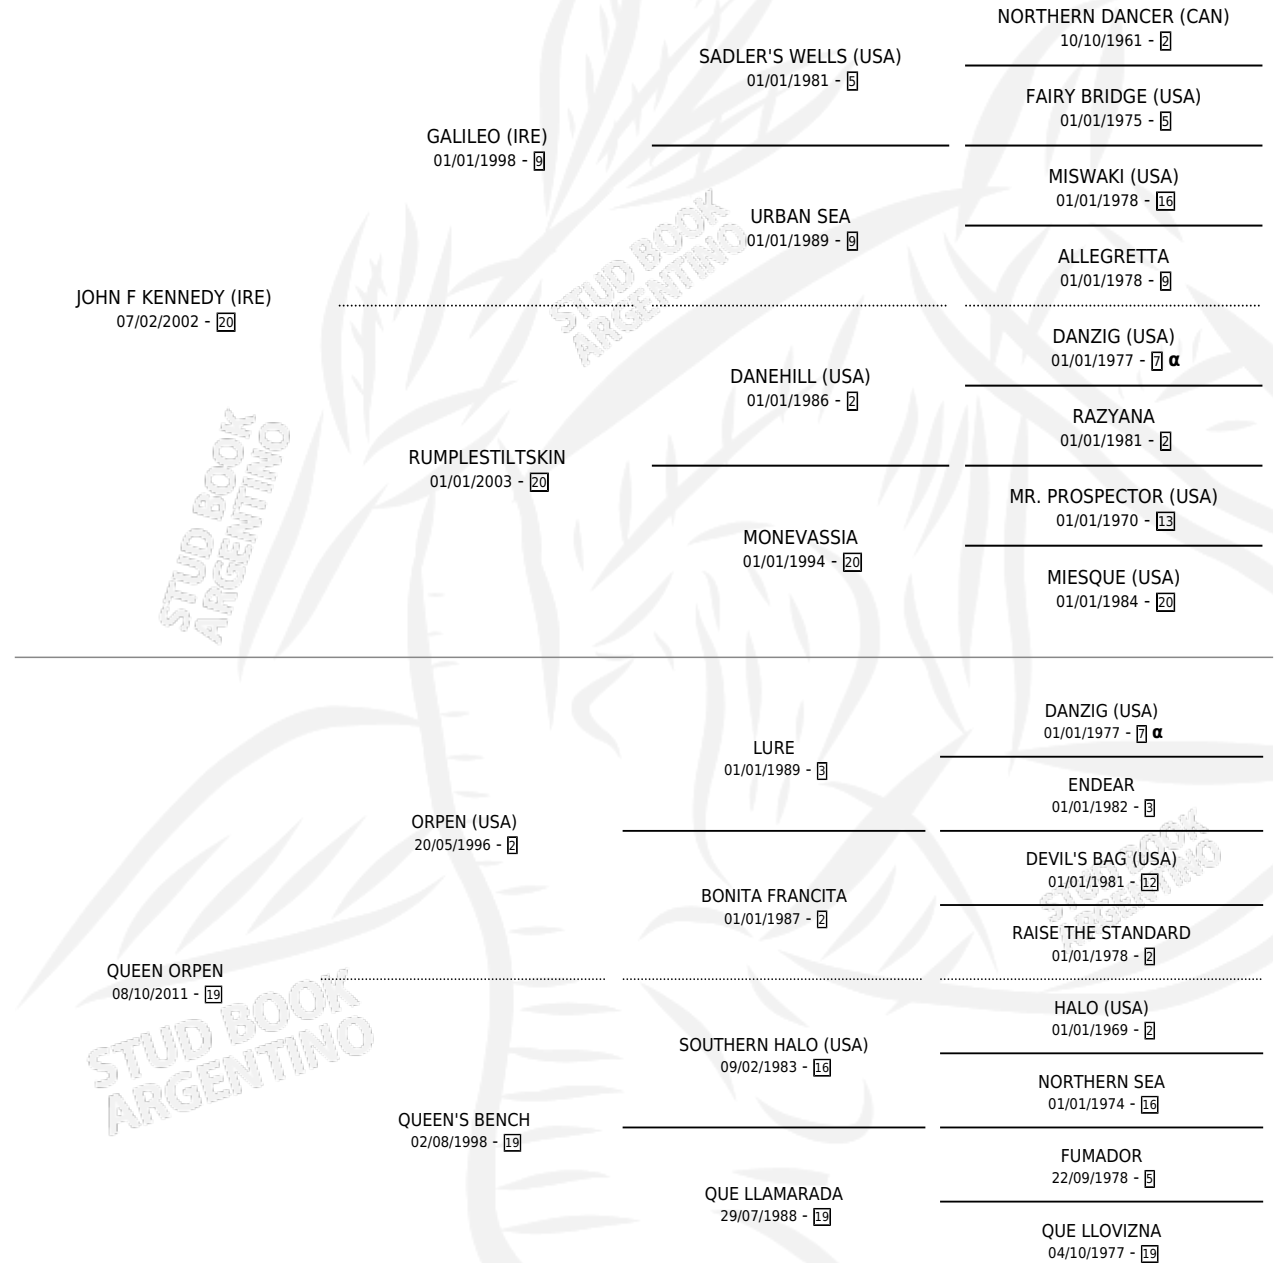 NORTHERN DANCER (CAN)
10/10/1961 - 2
SADLER'S WELLS (USA)
01/01/1981 - 5
FAIRY BRIDGE (USA)
01/01/1975 - 5
GALILEO (IRE)
01/01/1998 - 9
MISWAKI (USA)
01/01/1978 - 16
URBAN SEA
01/01/1989 - 9
ALLEGRETTA
01/01/1978 - 9
STUD BOOK
ARGENTINO
JOHN F KENNEDY (IRE)
07/02/2002 - 20
DANZIG (USA)
01/01/1977 - 7 α
DANEHILL (USA)
01/01/1986 - 2
RAZYANA
01/01/1981 - 2
RUMPLESTILTSKIN
01/01/2003 - 20
MR. PROSPECTOR (USA)
01/01/1970 - 13
MONEVASSIA
01/01/1994 - 20
MIESQUE (USA)
01/01/1984 - 20
STUD BOOK
ARGENTINO
DANZIG (USA)
01/01/1977 - 7 α
LURE
01/01/1989 - 3
ENDEAR
01/01/1982 - 3
ORPEN (USA)
20/05/1996 - 2
DEVIL'S BAG (USA)
01/01/1981 - 12
BONITA FRANCITA
01/01/1987 - 2
RAISE THE STANDARD
01/01/1978 - 2
STUD BOOK
ARGENTINO
QUEEN ORPEN
08/10/2011 - 19
HALO (USA)
01/01/1969 - 2
SOUTHERN HALO (USA)
09/02/1983 - 16
NORTHERN SEA
01/01/1974 - 16
STUD BOOK
ARGENTINO
QUEEN'S BENCH
02/08/1998 - 19
FUMADOR
22/09/1978 - 5
QUE LLAMARADA
29/07/1988 - 19
QUE LLOVIZNA
04/10/1977 - 19